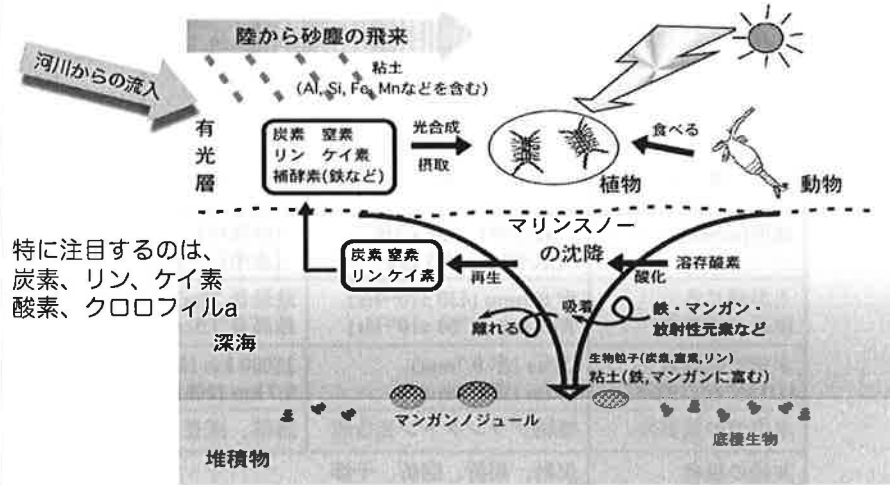 陸から砂塵の飛来
河川からの流入
粘土
(Al, Si, Fe, Mnなどを含む)
有光層
炭素 窒素
リン ケイ素
補酵素(鉄など)
光合成
摂取
植物
食べる
動物
マリンスノー
の沈降
特に注目するのは、
炭素、リン、ケイ素
酸素、クロロフィルa
炭素 窒素
リン ケイ素
再生
酸化
溶存酸素
吸着
離れる
鉄・マンガン・
放射性元素など
深海
生物粒子(炭素,窒素,リン)
粘土(鉄,マンガンに富む)
マンガンノジュール
底棲生物
堆積物